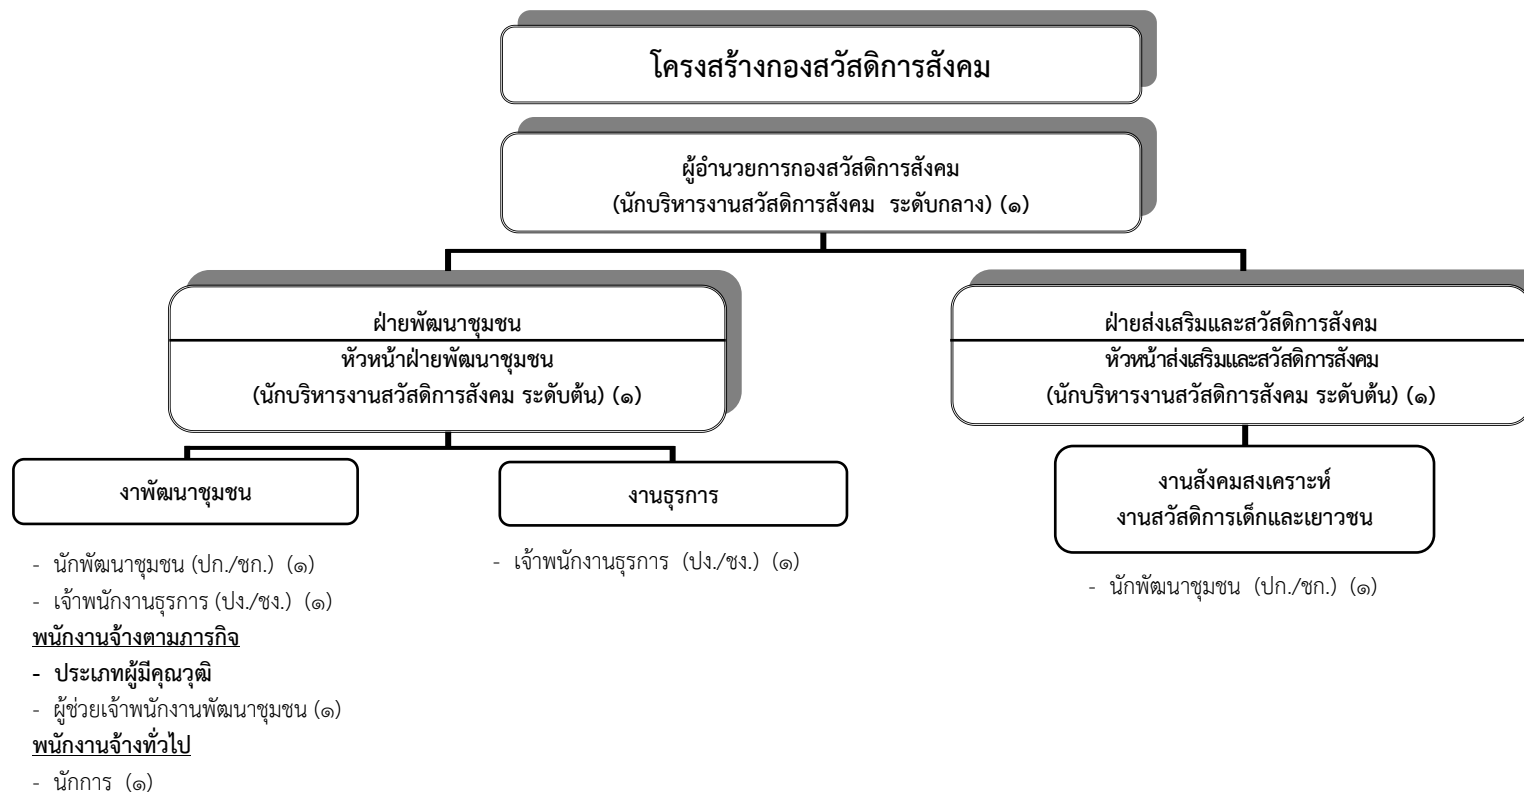 โครงสร้างกองสวัสดิการสังคม
ผู้อำนวยการกองสวัสดิการสังคม
(นักบริหารงานสวัสดิการสังคม ระดับกลาง) (๑)
ฝ่ายพัฒนาชุมชน
หัวหน้าฝ่ายพัฒนาชุมชน
(นักบริหารงานสวัสดิการสังคม ระดับต้น) (๑)
ฝ่ายส่งเสริมและสวัสดิการสังคม
หัวหน้าส่งเสริมและสวัสดิการสังคม
(นักบริหารงานสวัสดิการสังคม ระดับต้น) (๑)
งาพัฒนาชุมชน
- นักพัฒนาชุมชน (ปก./ชก.) (๑)
- เจ้าพนักงานธุรการ (ปง./ชง.) (๑)
พนักงานจ้างตามภารกิจ
- ประเภทผู้มีคุณวุฒิ
- ผู้ช่วยเจ้าพนักงานพัฒนาชุมชน (๑)
พนักงานจ้างทั่วไป
- นักการ (๑)
งานธุรการ
- เจ้าพนักงานธุรการ (ปง./ชง.) (๑)
งานสังคมสงเคราะห์
งานสวัสดิการเด็กและเยาวชน
- นักพัฒนาชุมชน (ปก./ชก.) (๑)